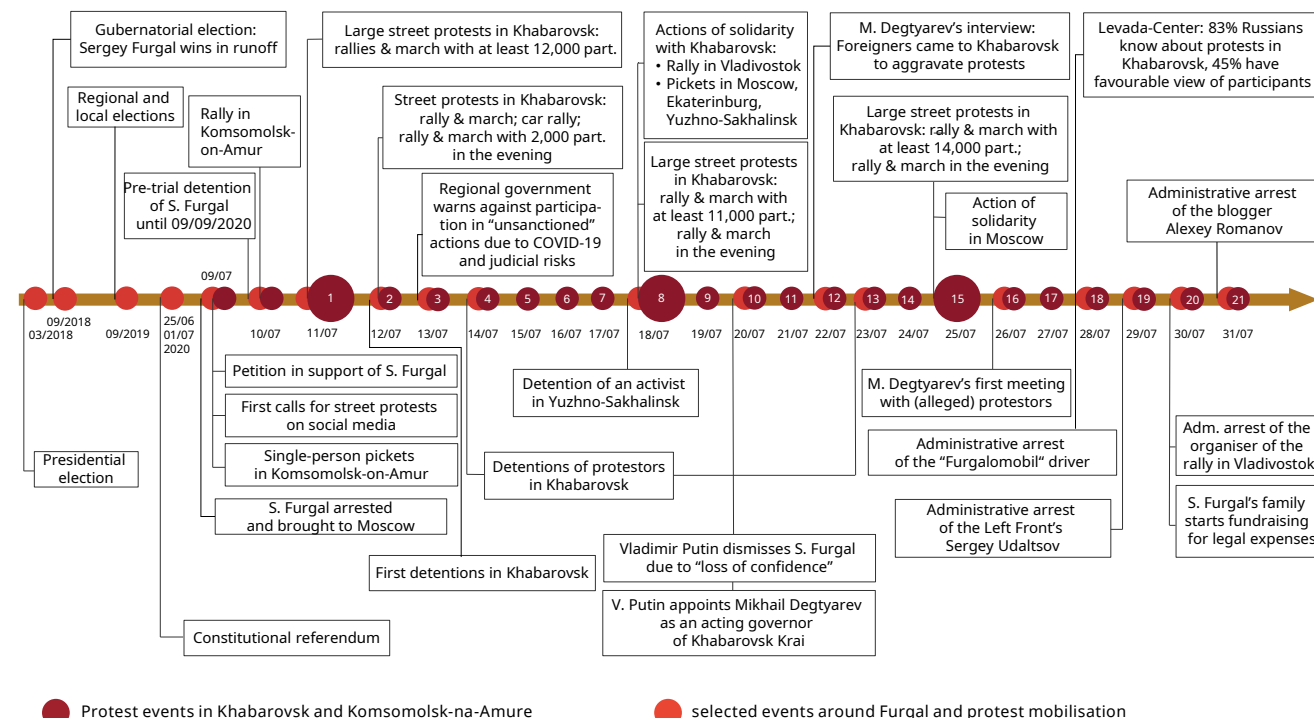 Gubernatorial election:
Sergey Furgal wins in runoff
Large street protests in Khabarovsk:
rallies & march with at least 12,000 part.
Actions of solidarity
with Khabarovsk:
• Rally in Vladivostok
• Pickets in Moscow,
Ekaterinburg,
Yuzhno-Sakhalinsk
M. Degtyarev’s interview:
Foreigners came to Khabarovsk
to aggravate protests
Levada-Center: 83% Russians
know about protests in
Khabarovsk, 45% have
favourable view of participants
Regional and
local elections
Rally in
Komsomolsk-
on-Amur
Street protests in Khabarovsk:
rally & march; car rally;
rally & march with 2,000 part.
in the evening
Large street protests in
Khabarovsk: rally & march with
at least 14,000 part.;
rally & march in the evening
Pre-trial detention
of S. Furgal
until 09/09/2020
Regional government
warns against participa-
tion in “unsanctioned”
actions due to COVID-19
and judicial risks
Large street protests
in Khabarovsk:
rally & march with
at least 11,000 part.;
rally & march
in the evening
Action of
solidarity
in Moscow
Administrative arrest
of the blogger
Alexey Romanov
09/07
1 2 3 4 5 6 7 8 9 10 11 12 13 14 15 16 17 18 19 20 21
03/2018
09/2018
09/2019
25/06
01/07
2020
10/07 11/07 12/07 13/07 14/07 15/07 16/07 17/07 18/07 19/07 20/07 21/07 22/07 23/07 24/07 25/07 26/07 27/07 28/07 29/07 30/07 31/07
Petition in support of S. Furgal
First calls for street protests
on social media
Single-person pickets
in Komsomolsk-on-Amur
S. Furgal arrested
and brought to Moscow
Presidential
election
Detention of an activist
in Yuzhno-Sakhalinsk
M. Degtyarev’s first meeting
with (alleged) protestors
Detentions of protestors
in Khabarovsk
Administrative arrest
of the “Furgalomobil“ driver
Adm. arrest of the
organiser of the
rally in Vladivostok
Administrative arrest
of the Left Front’s
Sergey Udaltsov
S. Furgal’s family
starts fundraising
for legal expenses
First detentions in Khabarovsk
Vladimir Putin dismisses S. Furgal
due to “loss of confidence”
V. Putin appoints Mikhail Degtyarev
as an acting governor
of Khabarovsk Krai
Constitutional referendum
Protest events in Khabarovsk and Komsomolsk-na-Amure
selected events around Furgal and protest mobilisation